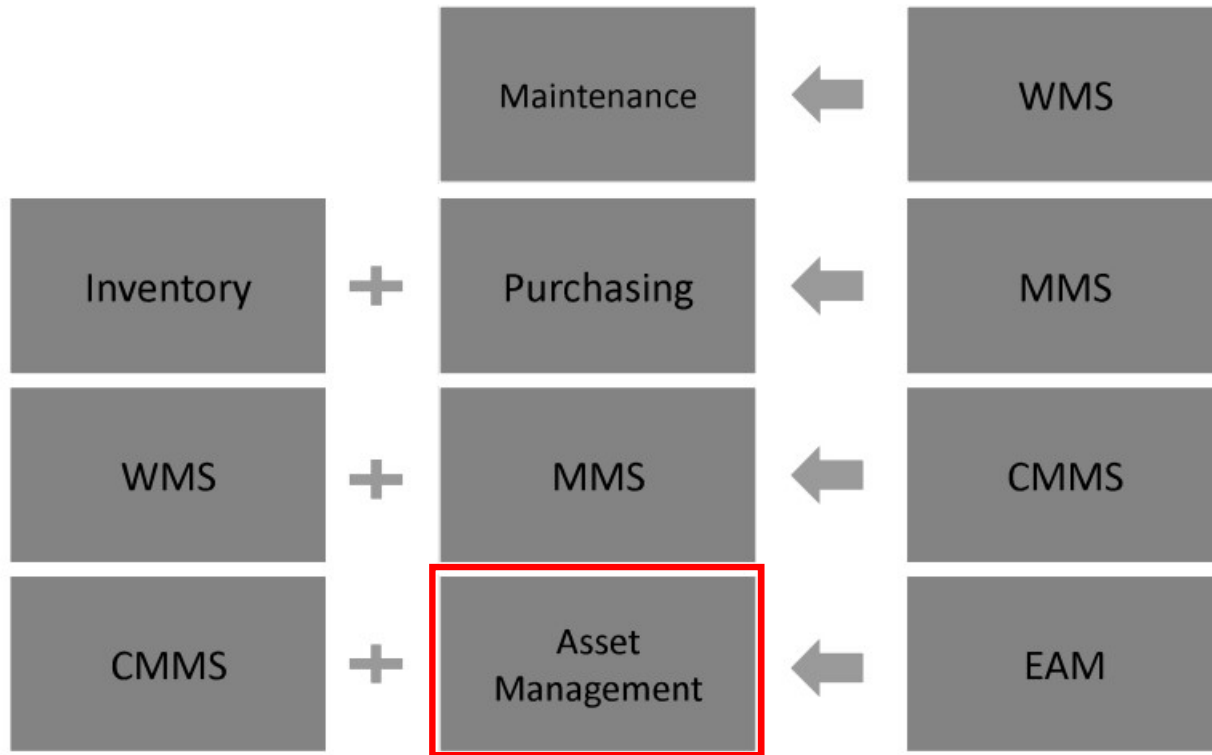 Maintenance
WMS
Inventory
Purchasing
MMS
WMS
MMS
CMMS
CMMS
Asset
Management
EAM